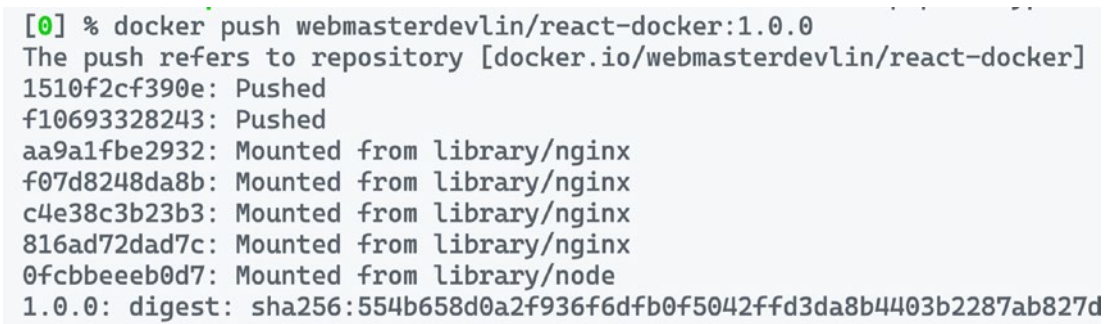 [0] % docker push webmasterdevlin/react-docker:1.0.0
The push refers to repository [docker.io/webmasterdevlin/react-docker]
1510f2cf390e: Pushed
f10693328243: Pushed
aa9a1fbe2932: Mounted from library/nginx
f07d8248da8b: Mounted from library/nginx
c4e38c3b23b3: Mounted from library/nginx
816ad72dad7c: Mounted from library/nginx
0fcbbeeeb0d7: Mounted from library/node
1.0.0: digest: sha256:554b658d0a2f936f6dfb0f5042ffd3da8b4403b2287ab827d